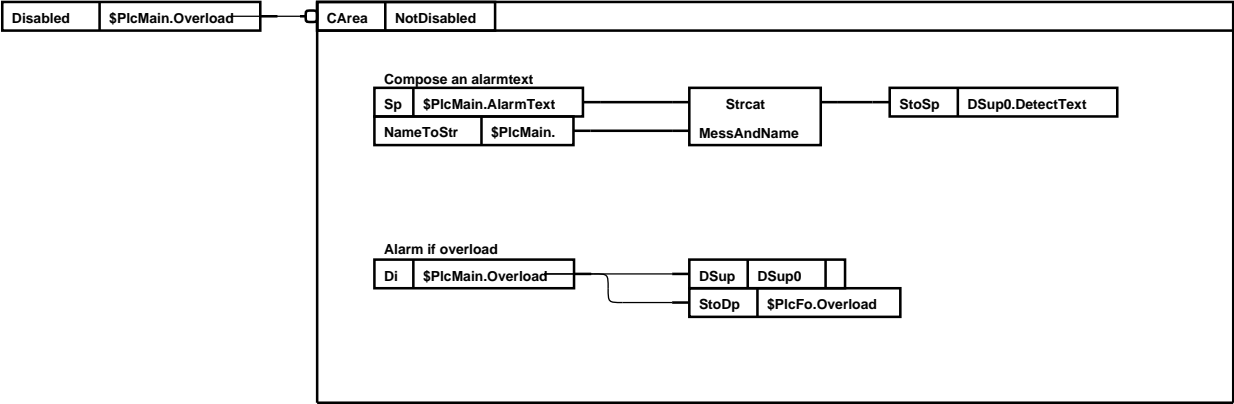 Disabled $PlcMain.Overload CArea NotDisabled
Compose an alarmtext
Sp $PlcMain.AlarmText Strcat StoSp DSup0.DetectText
NameToStr $PlcMain. MessAndName
Alarm if overload
Di $PlcMain.Overload DSup DSup0
StoDp $PlcFo.Overload